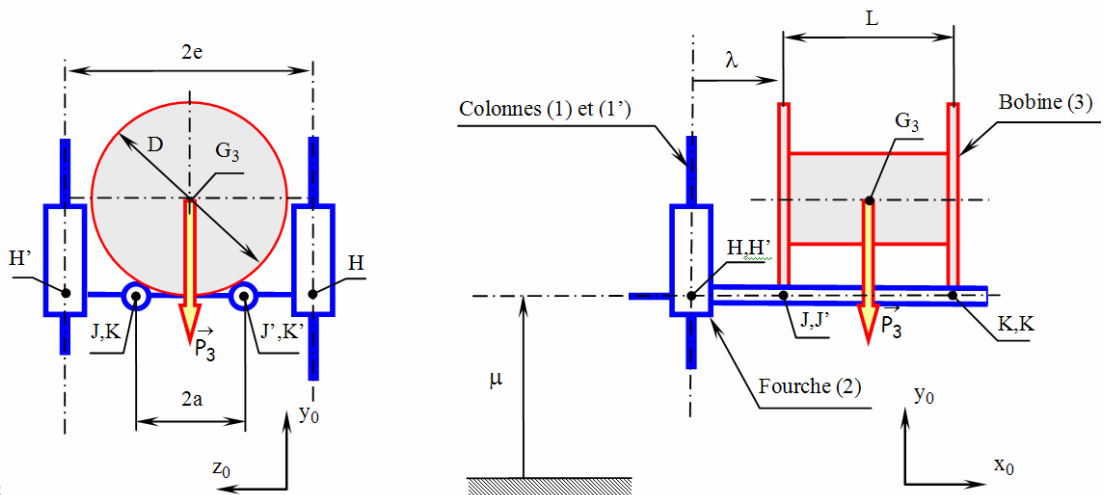 2e
D
G3
H'
H
J,K
J',K'
P3
2a
y0
z0
L
λ
Colonnes (1) et (1')
Bobine (3)
G3
H,H'
J,J'
P3
K,K
μ
Fourche (2)
y0
x0